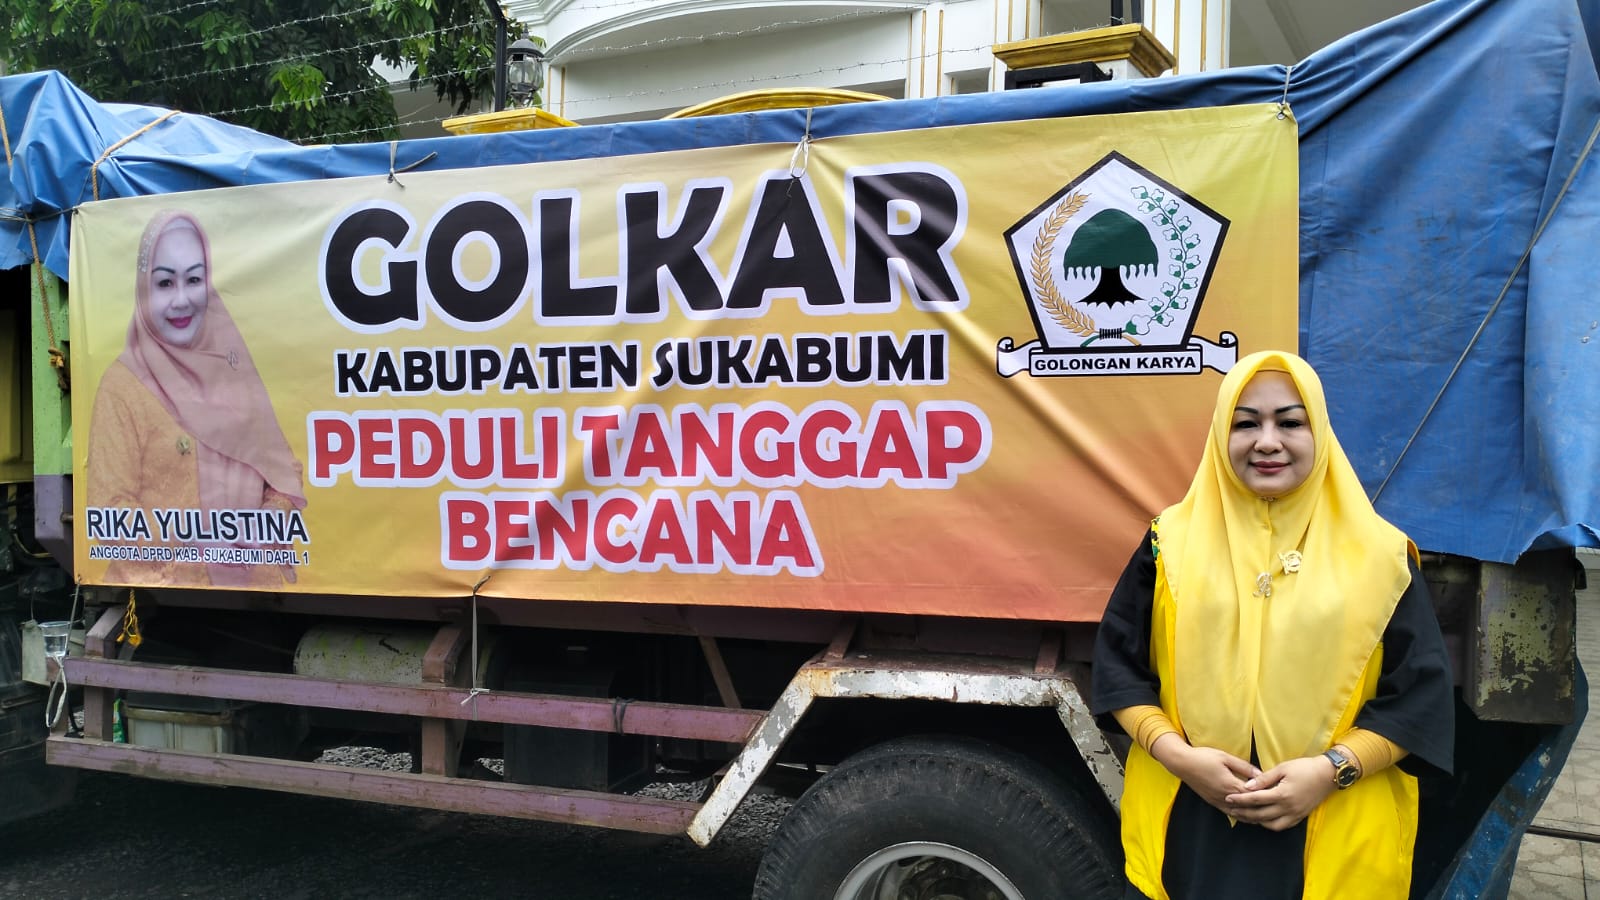 GOLKAR
KABUPATEN SUKABUMI
PEDULI TANGGAP
BENCANA
GOLONGAN KARYA
RIKA YULISTINA
ANGGOTA DPRD KAB. SUKABUMI DAPIL 1